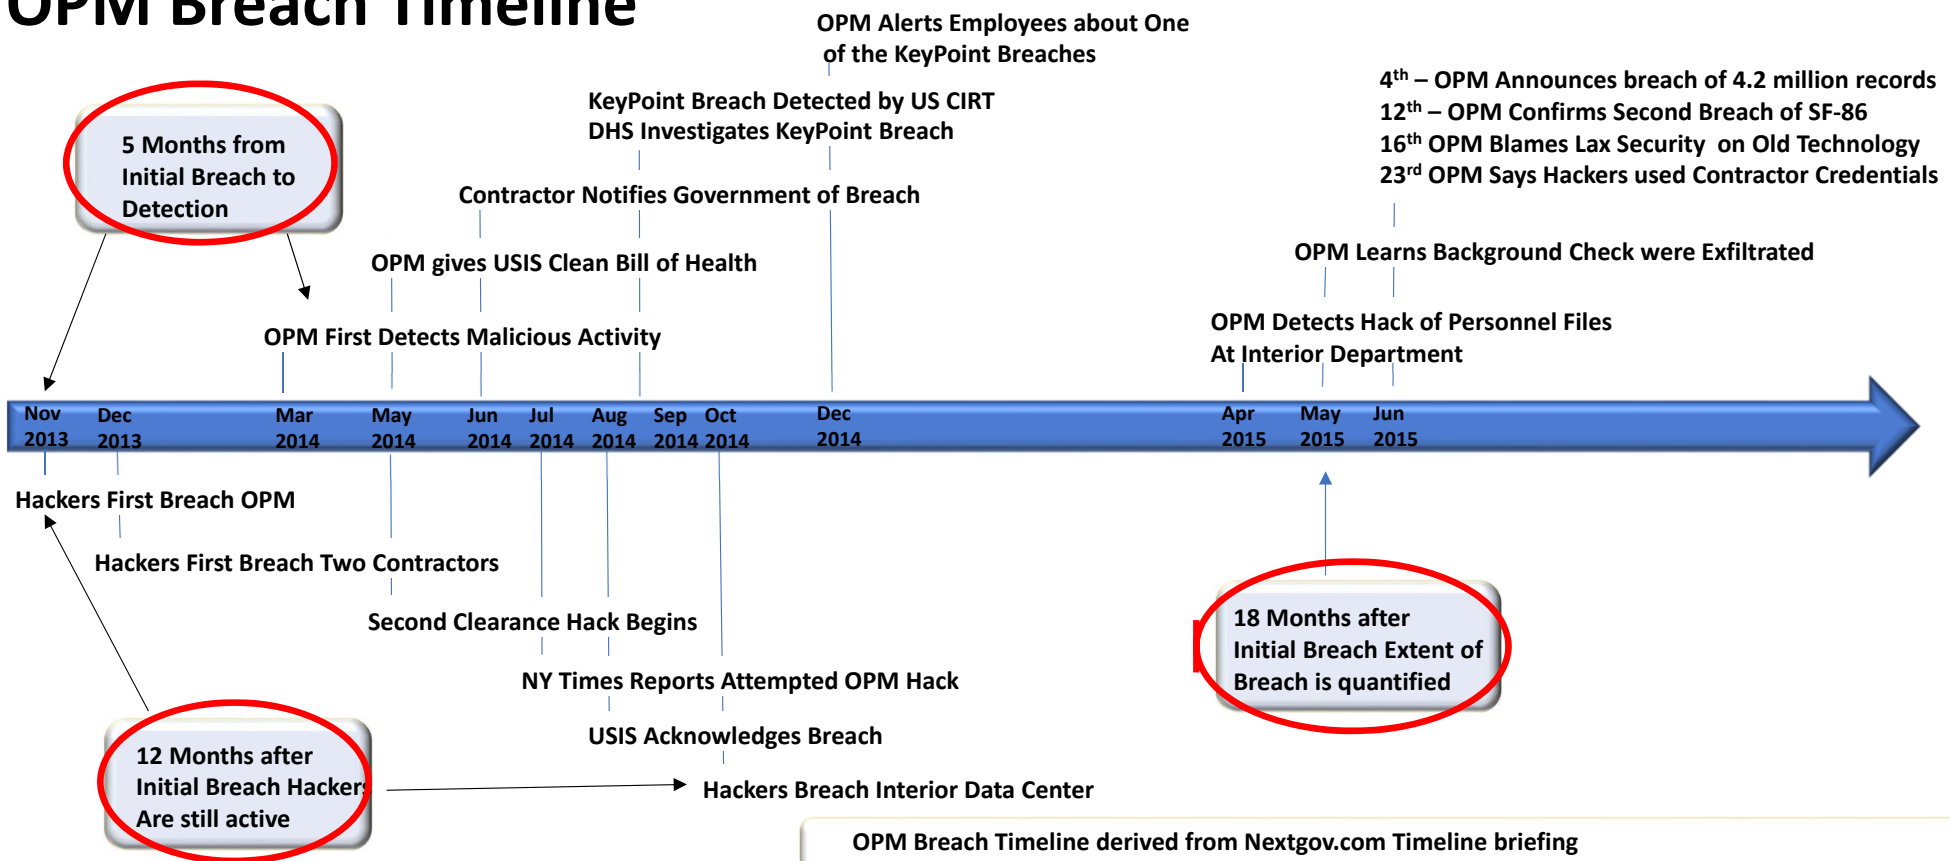 OPM Breach Timeline
OPM Alerts Employees about One
of the KeyPoint Breaches
4th – OPM Announces breach of 4.2 million records
12th – OPM Confirms Second Breach of SF-86
16th OPM Blames Lax Security on Old Technology
23rd OPM Says Hackers used Contractor Credentials
KeyPoint Breach Detected by US CIRT
DHS Investigates KeyPoint Breach
5 Months from
Initial Breach to
Detection
Contractor Notifies Government of Breach
OPM gives USIS Clean Bill of Health
OPM Learns Background Check were Exfiltrated
OPM First Detects Malicious Activity
OPM Detects Hack of Personnel Files
At Interior Department
Nov
2013
Dec
2013
Mar
2014
May
2014
Jun
2014
Jul
2014
Aug
2014
Sep
2014
Oct
2014
Dec
2014
Apr
2015
May
2015
Jun
2015
Hackers First Breach OPM
Hackers First Breach Two Contractors
Second Clearance Hack Begins
NY Times Reports Attempted OPM Hack
USIS Acknowledges Breach
Hackers Breach Interior Data Center
18 Months after
Initial Breach Extent of
Breach is quantified
12 Months after
Initial Breach Hackers
Are still active
OPM Breach Timeline derived from Nextgov.com Timeline briefing